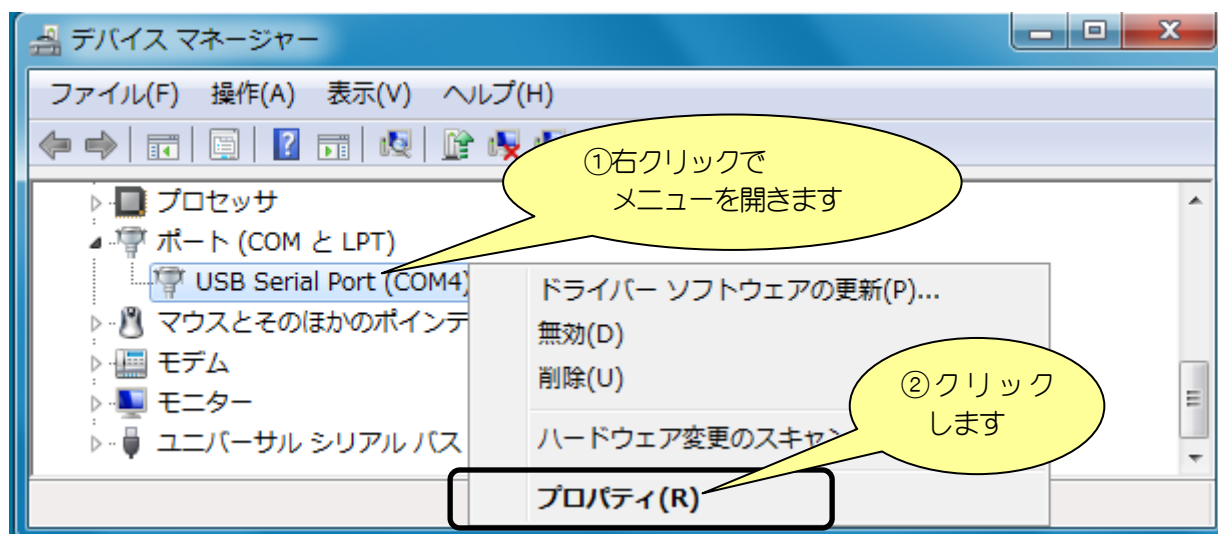 デバイス マネージャー
ファイル(F) 操作(A) 表示(V) ヘルプ(H)
①右クリックで
メニューを開きます
プロセッサ
ポート (COM と LPT)
USB Serial Port (COM4)
マウスとそのほかのポインテ
モデム
モニター
ユニバーサル シリアル バス
ドライバー ソフトウェアの更新(P)...
無効(D)
削除(U)
ハードウェア変更のスキャン
プロパティ(R)
②クリック
します